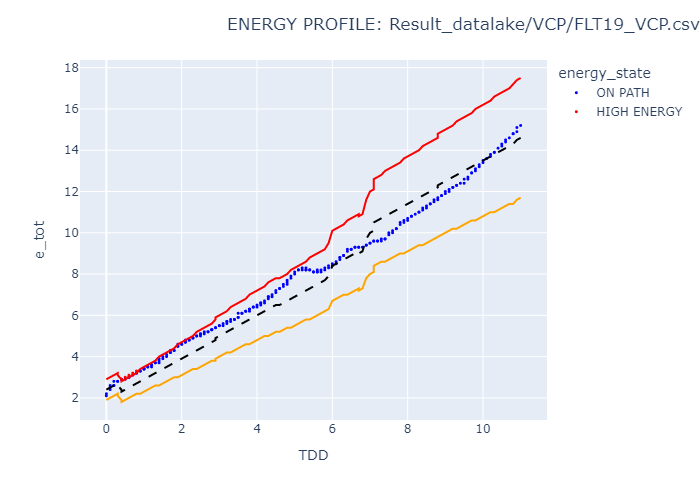 ENERGY PROFILE: Result_datalake/VCP/FLT19_VCP.csv
energy_state
ON PATH
HIGH ENERGY
e_tot
18
16
14
12
10
8
6
4
2
0
2
4
6
8
10
TDD